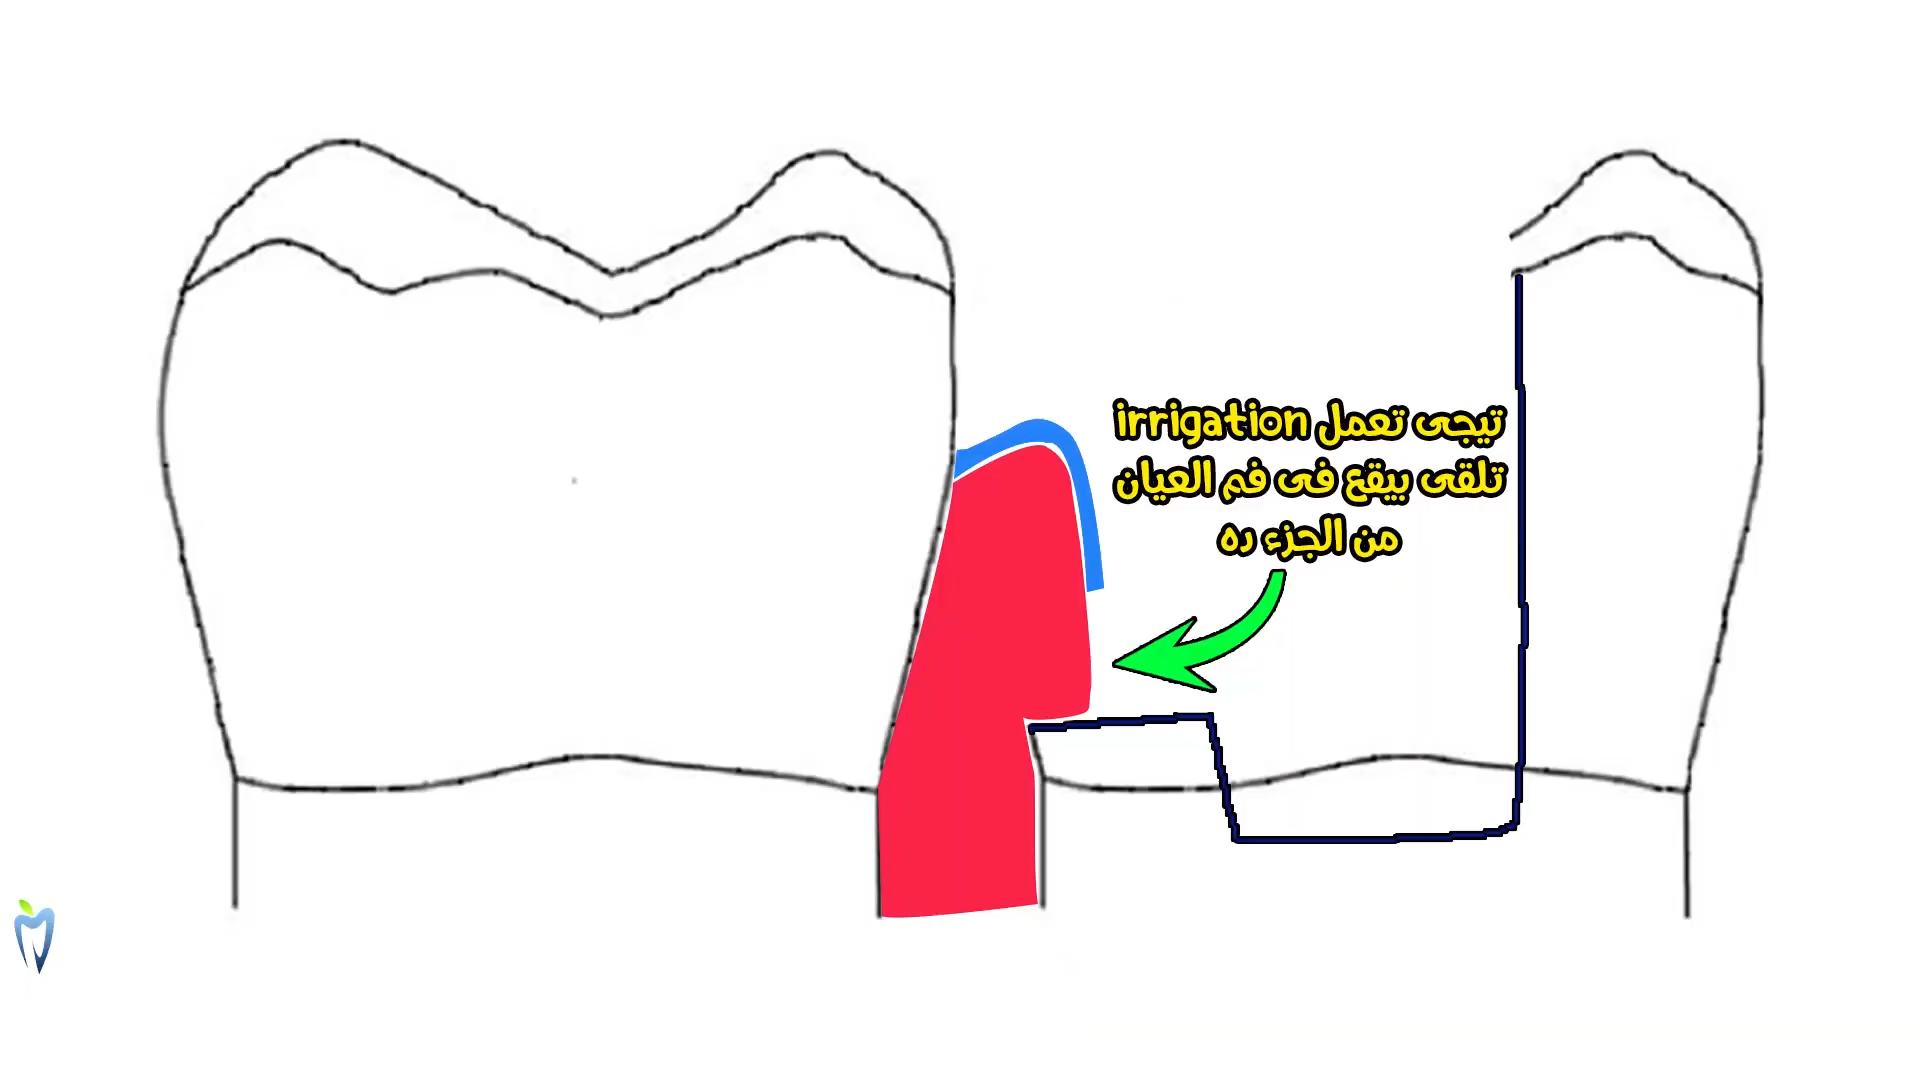 تيجى تعمل irrigation
تلقى بيقع فى فم العيان
من الجزء ده